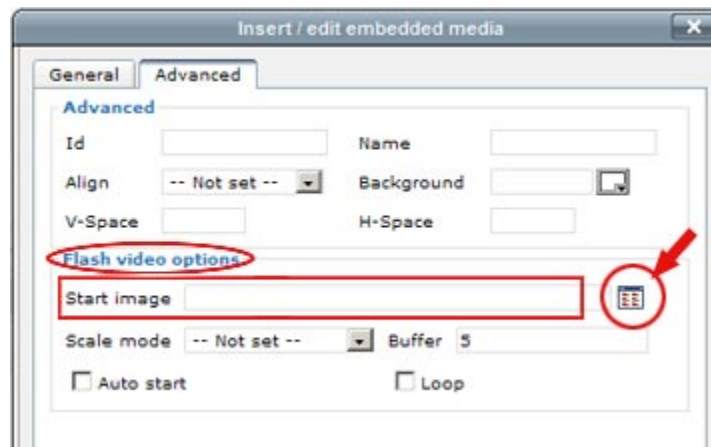 Insert / edit embedded media
General Advanced
Advanced
Id Name
Align -- Not set -- Background
V-Space H-Space
Flash video options
Start image
Scale mode -- Not set -- Buffer 5
Auto start Loop